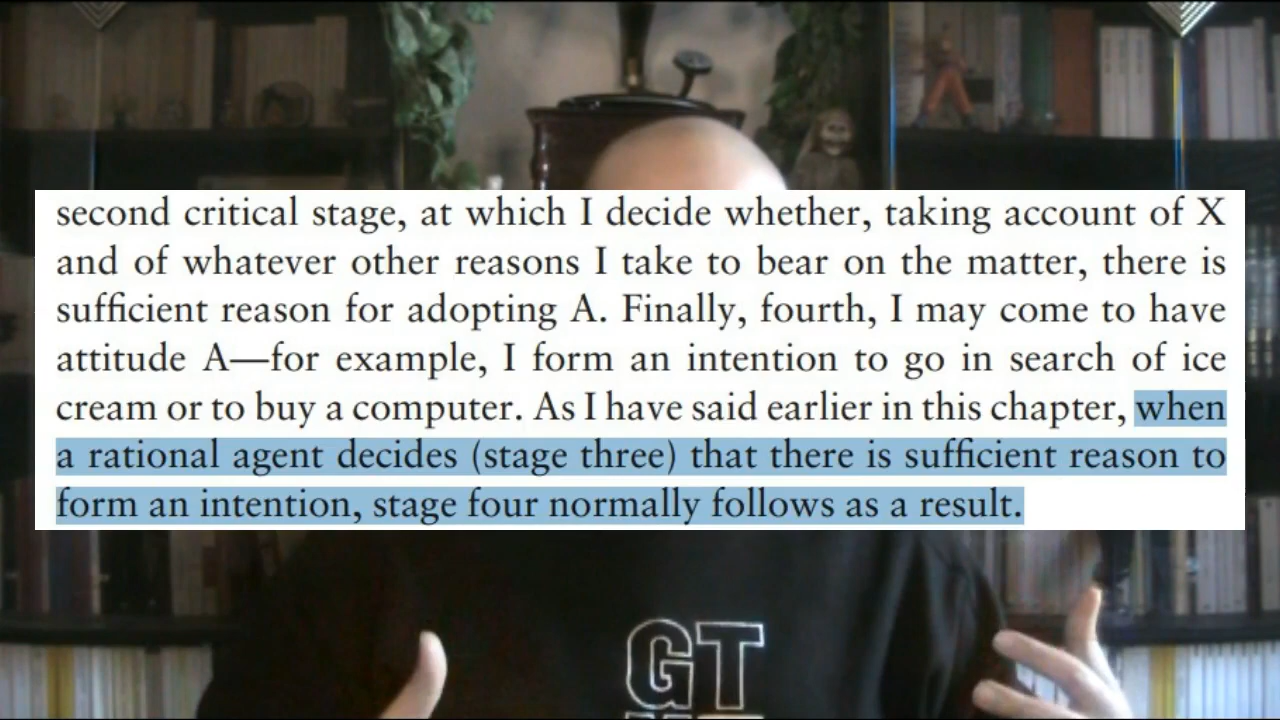 second critical stage, at which I decide whether, taking account of X
and of whatever other reasons I take to bear on the matter, there is
sufficient reason for adopting A. Finally, fourth, I may come to have
attitude A—for example, I form an intention to go in search of ice
cream or to buy a computer. As I have said earlier in this chapter, when
a rational agent decides (stage three) that there is sufficient reason to
form an intention, stage four normally follows as a result.
GT